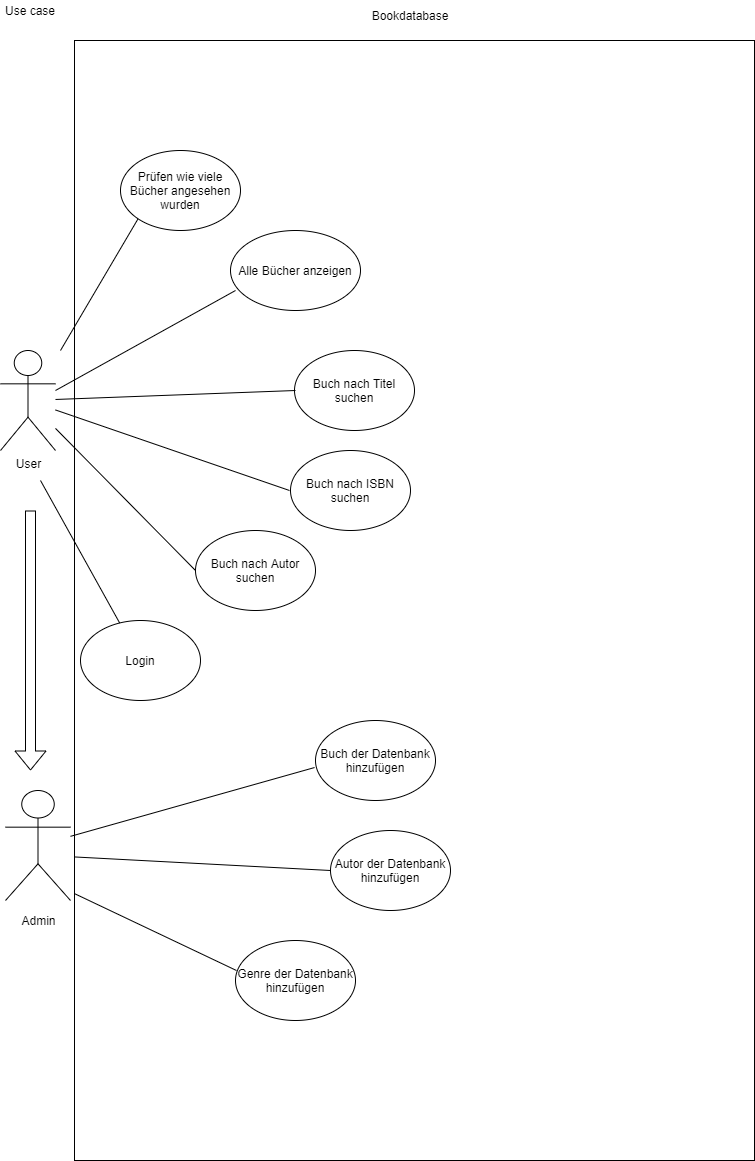 Use case
Bookdatabase
Prüfen wie viele
Bücher angesehen
wurden
Alle Bücher anzeigen
Buch nach Titel
suchen
User
Buch nach ISBN
suchen
Buch nach Autor
suchen
Login
Buch der Datenbank
hinzufügen
Autor der Datenbank
hinzufügen
Admin
Genre der Datenbank
hinzufügen